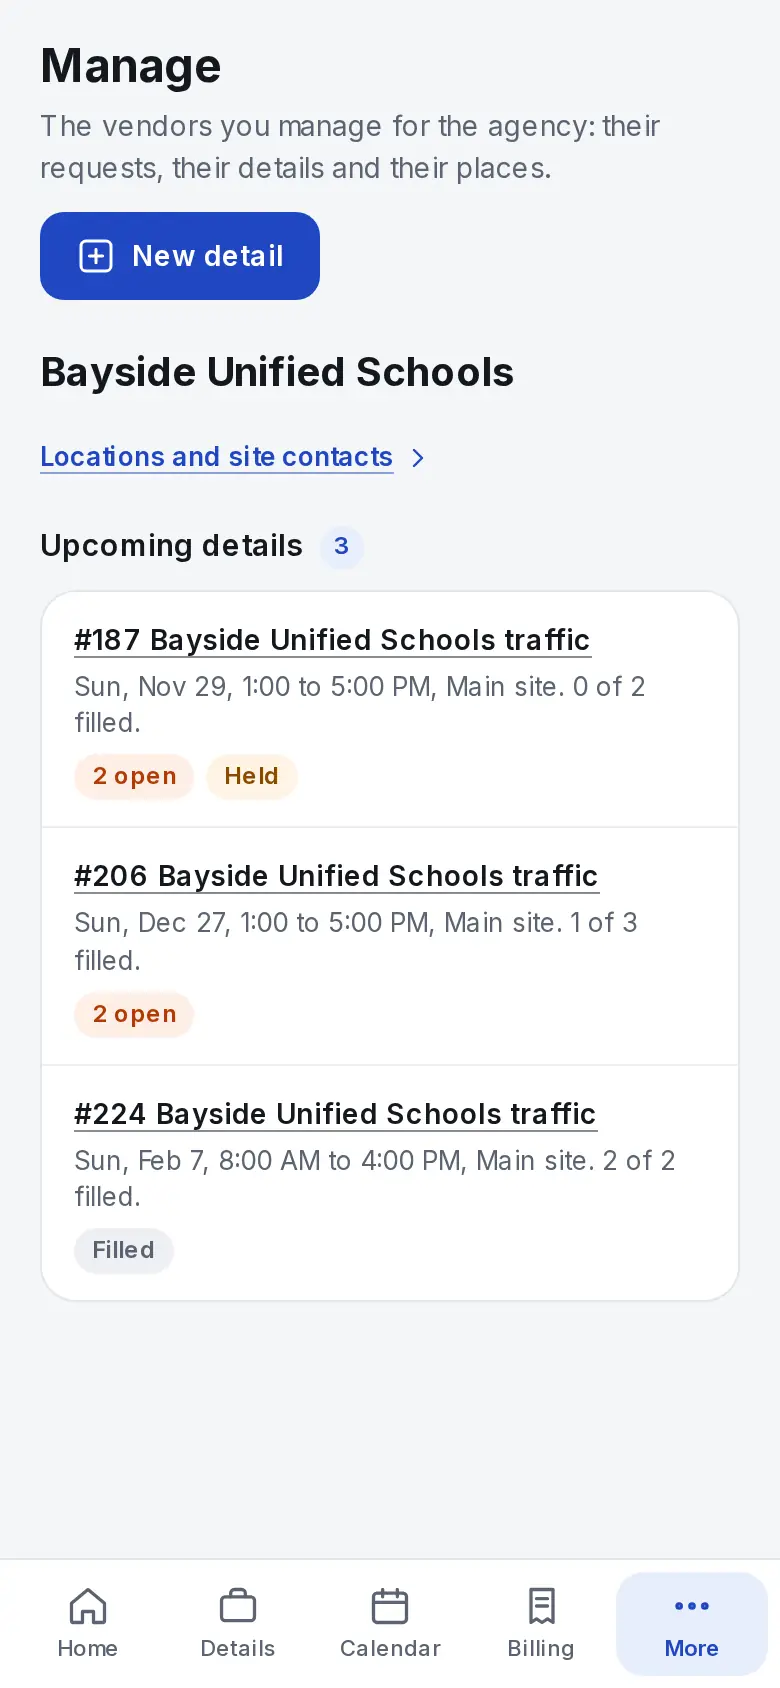 Manage
The vendors you manage for the agency: their
requests, their details and their places.
New detail
Bayside Unified Schools
Locations and site contacts
Upcoming details 3
#187 Bayside Unified Schools traffic
Sun, Nov 29, 1:00 to 5:00 PM, Main site. 0 of 2
filled.
2 open Held
#206 Bayside Unified Schools traffic
Sun, Dec 27, 1:00 to 5:00 PM, Main site. 1 of 3
filled.
2 open
#224 Bayside Unified Schools traffic
Sun, Feb 7, 8:00 AM to 4:00 PM, Main site. 2 of 2
filled.
Filled
Home Details Calendar Billing More